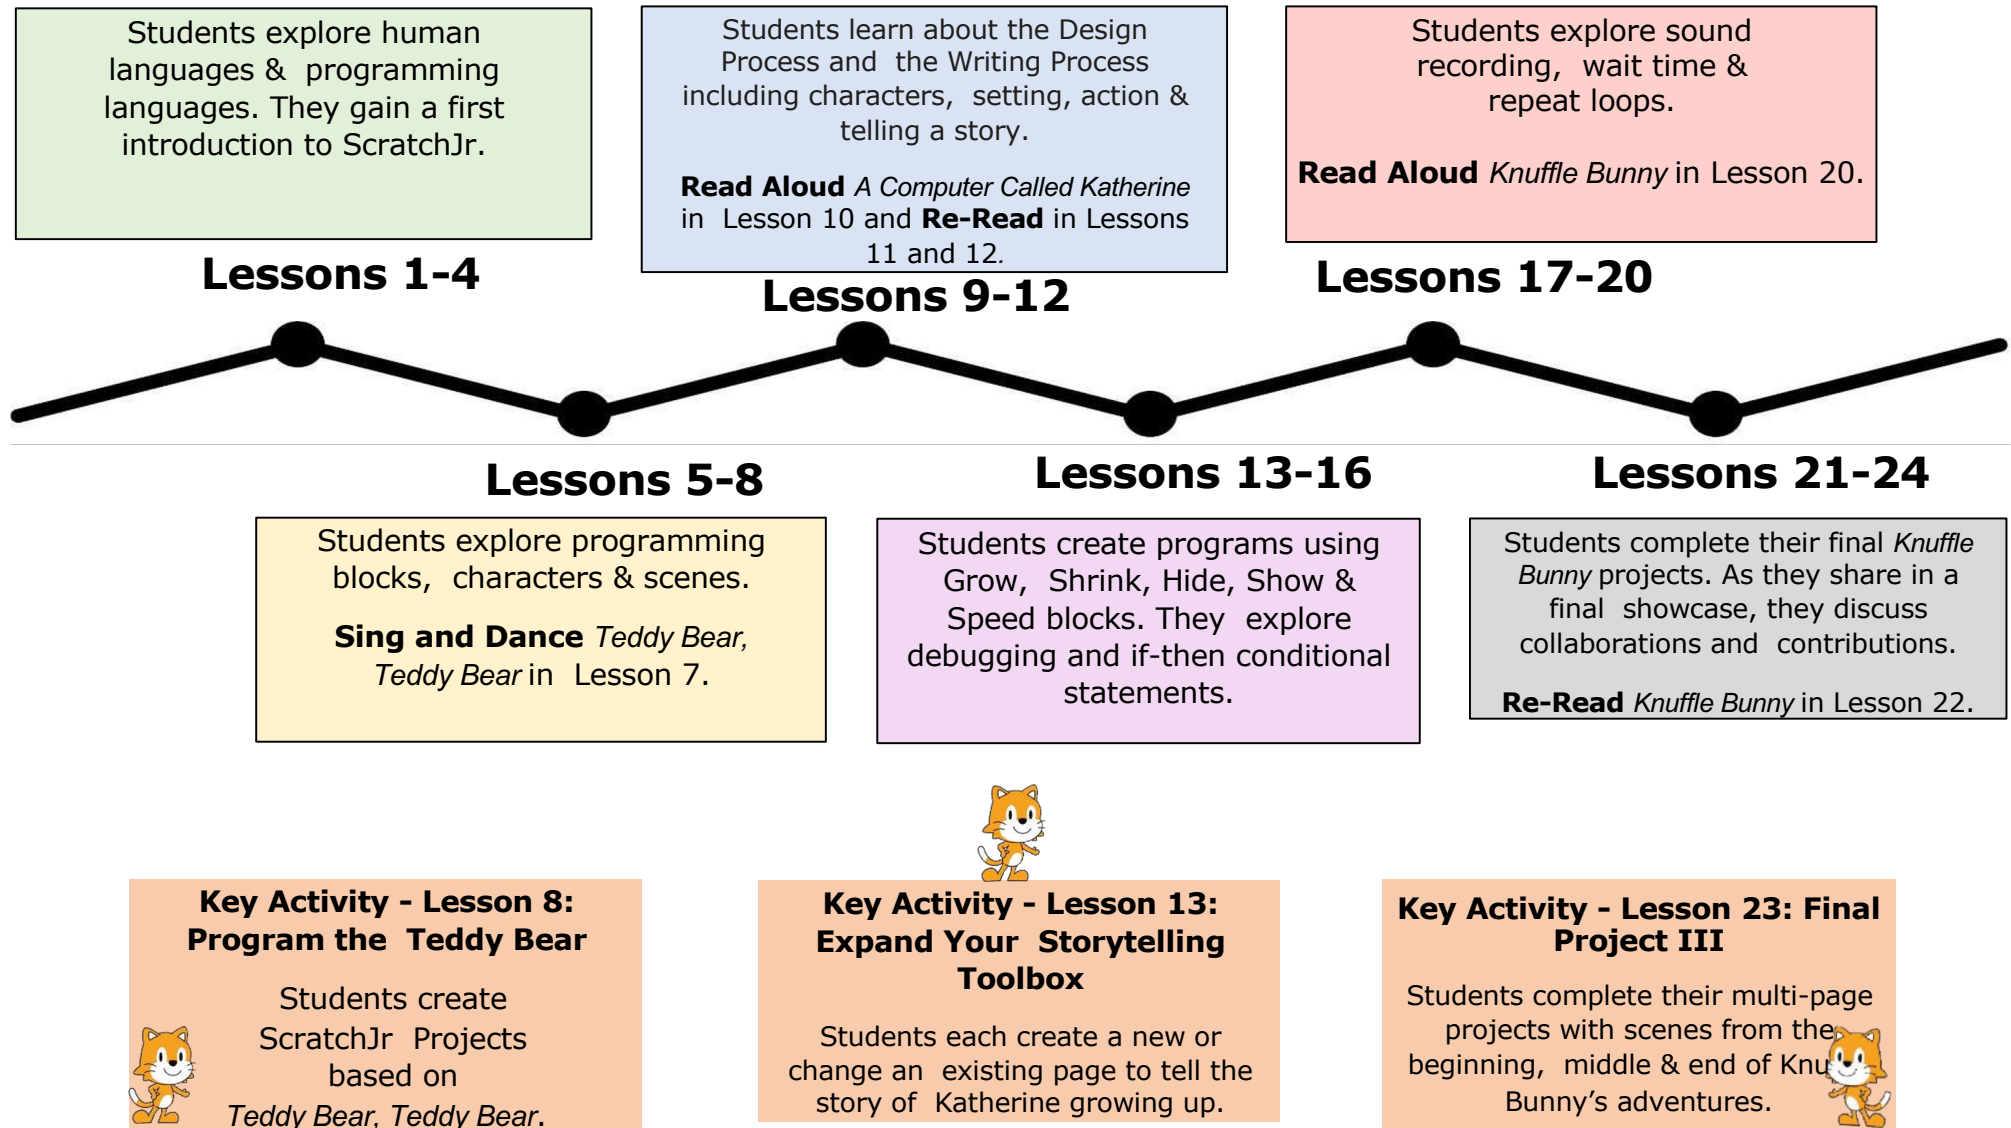 Students explore human
languages & programming
languages. They gain a first
introduction to ScratchJr.
Lessons 1-4
Students learn about the Design
Process and the Writing Process
including characters, setting, action &
telling a story.
Read Aloud A Computer Called Katherine
in Lesson 10 and Re-Read in Lessons
11 and 12.
Lessons 9-12
Students explore sound
recording, wait time &
repeat loops.
Read Aloud Knuffle Bunny in Lesson 20.
Lessons 17-20
Lessons 5-8
Students explore programming
blocks, characters & scenes.
Sing and Dance Teddy Bear,
Teddy Bear in Lesson 7.
Lessons 13-16
Students create programs using
Grow, Shrink, Hide, Show &
Speed blocks. They explore
debugging and if-then conditional
statements.
Lessons 21-24
Students complete their final Knuffle
Bunny projects. As they share in a
final showcase, they discuss
collaborations and contributions.
Re-Read Knuffle Bunny in Lesson 22.
Key Activity - Lesson 8:
Program the Teddy Bear
Students create
ScratchJr Projects
based on
Teddy Bear, Teddy Bear.
Key Activity - Lesson 13:
Expand Your Storytelling
Toolbox
Students each create a new or
change an existing page to tell the
story of Katherine growing up.
Key Activity - Lesson 23: Final
Project III
Students complete their multi-page
projects with scenes from the
beginning, middle & end of
Bunny's adventures.